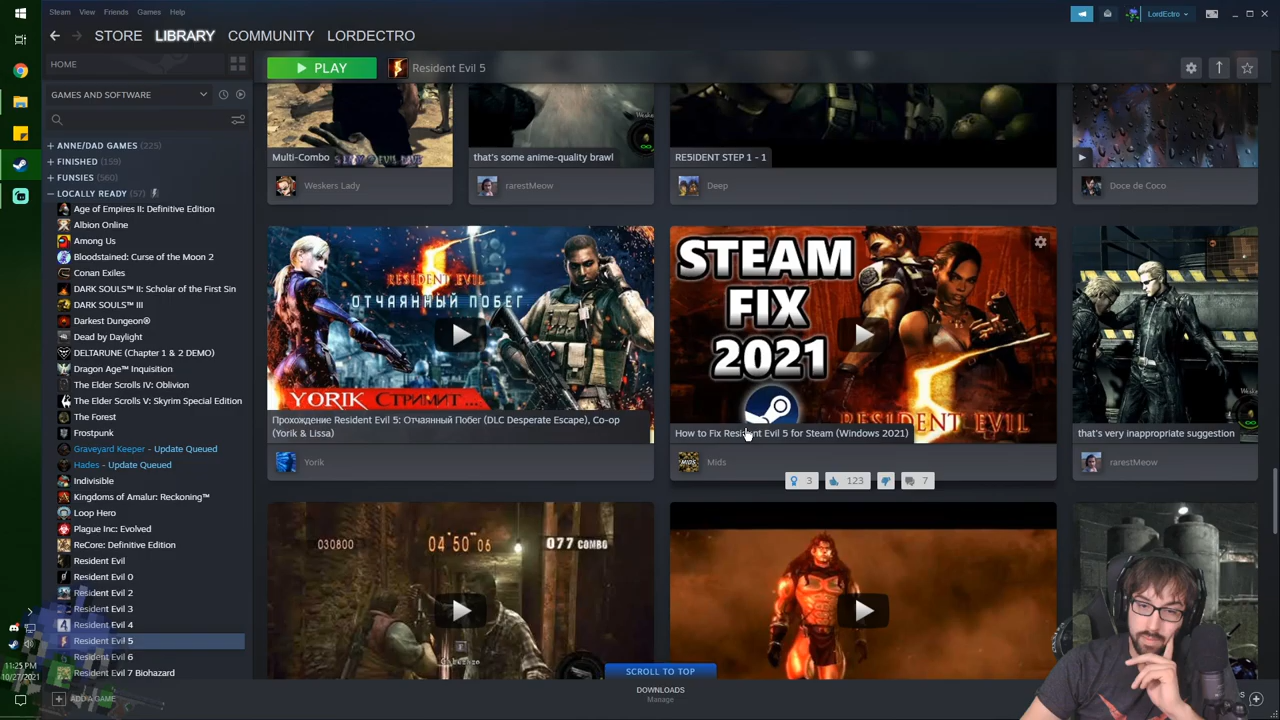 Steam View Friends Games Help
LordEctro
STORE LIBRARY COMMUNITY LORDECTRO
HOME
PLAY
Resident Evil 5
GAMES AND SOFTWARE
ANNE/DAD GAMES (225)
FINISHED (159)
FUNSIES (560)
LOCALLY READY (57)
Age of Empires II: Definitive Edition
Albion Online
Among Us
Bloodstained: Curse of the Moon 2
Conan Exiles
DARK SOULS™ II: Scholar of the First Sin
DARK SOULS™ III
Darkest Dungeon®
Dead by Daylight
DELTARUNE (Chapter 1 & 2 DEMO)
Dragon Age™ Inquisition
The Elder Scrolls IV: Oblivion
The Elder Scrolls V: Skyrim Special Edition
The Forest
Frostpunk
Graveyard Keeper - Update Queued
Hades - Update Queued
Indivisible
Kingdoms of Amalur: Reckoning™
Loop Hero
Plague Inc: Evolved
ReCore: Definitive Edition
Resident Evil
Resident Evil 0
Resident Evil 2
Resident Evil 3
Resident Evil 4
Resident Evil 5
Resident Evil 6
Resident Evil 7 Biohazard
ADD A GAME
11:25 PM
10/27/2021
Multi-Combo
Weskers Lady
that's some anime-quality brawl
rarestMeow
RE5IDENT STEP 1 - 1
Deep
Doce de Coco
RESIDENT EVIL
ОТЧАЯННЫЙ ПОБЕГ
YORIK Стримит ...
Прохождение Resident Evil 5: Отчаянный Побег (DLC Desperate Escape), Co-op
(Yorik & Lissa)
Yorik
STEAM
FIX
2021
RESIDENT EVIL
How to Fix Resident Evil 5 for Steam (Windows 2021)
MIDS
Mids
3 123 7
that's very inappropriate suggestion
rarestMeow
030800
04'50"06
077 COMBO
SCROLL TO TOP
DOWNLOADS
Manage